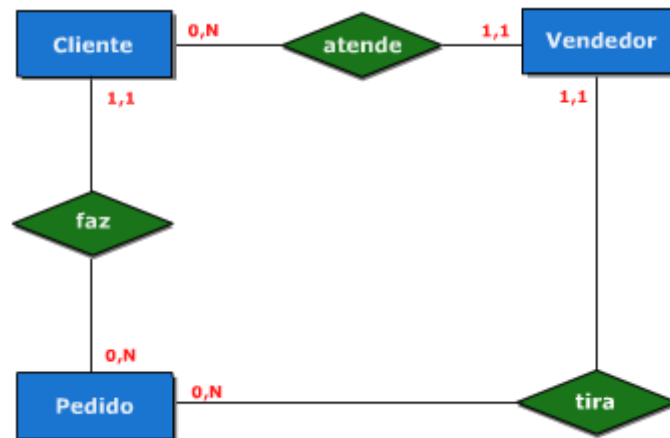 Cliente
0,N
atende
1,1
Vendedor
1,1
1,1
faz
0,N
Pedido
0,N
tira